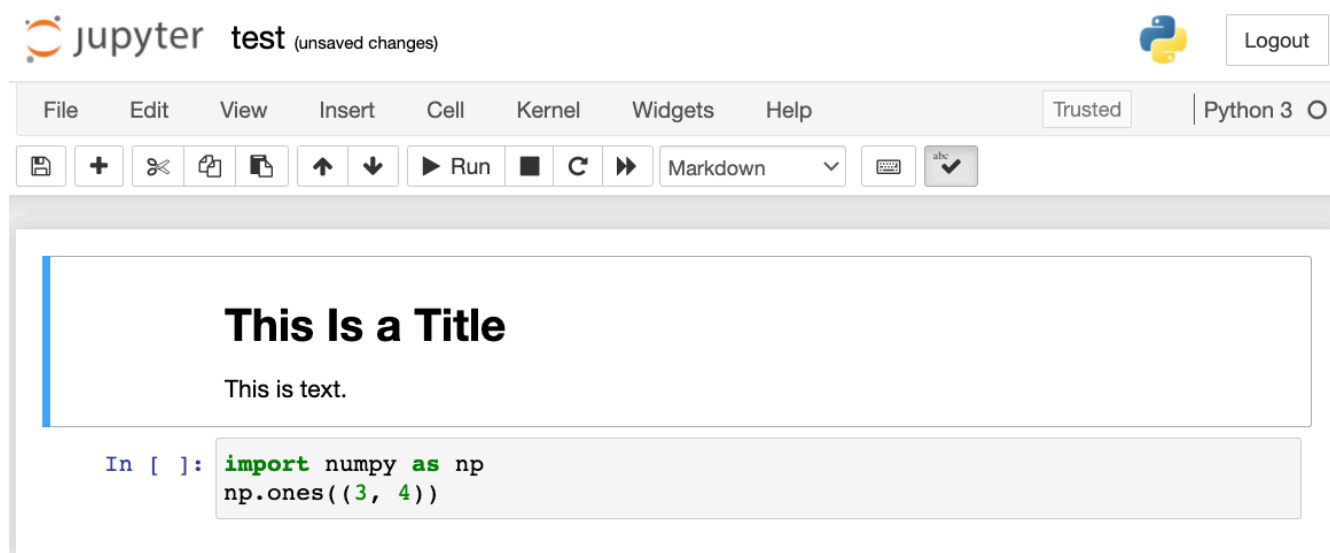 jupyter test (unsaved changes) Logout
File Edit View Insert Cell Kernel Widgets Help Trusted Python 3
Run Markdown abc
This Is a Title
This is text.
In [ ]: import numpy as np
np.ones((3, 4))